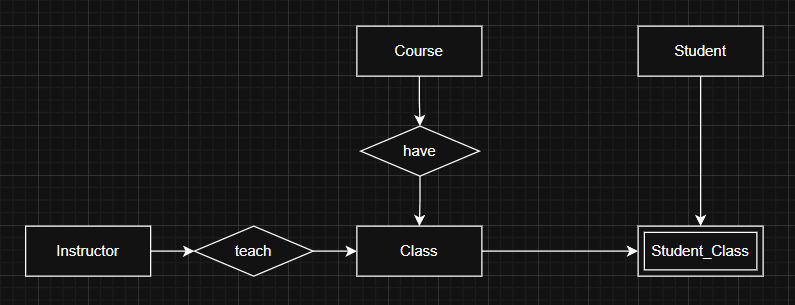 Course
Student
have
Instructor
teach
Class
Student_Class